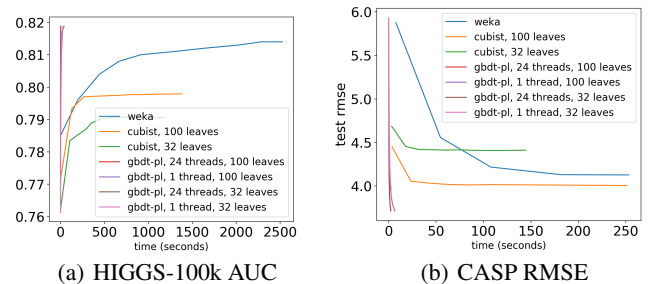 0.82
0.81
0.80
0.79
0.78
0.77
0.76
0 500 1000 1500 2000 2500
time (seconds)
weka
cubist, 100 leaves
cubist, 32 leaves
gbdt-pl, 24 threads, 100 leaves
gbdt-pl, 1 thread, 100 leaves
gbdt-pl, 24 threads, 32 leaves
gbdt-pl, 1 thread, 32 leaves
(a) HIGGS-100k AUC
test rmse
6.0
5.5
5.0
4.5
4.0
0 50 100 150 200 250
time (seconds)
weka
cubist, 100 leaves
cubist, 32 leaves
gbdt-pl, 24 threads, 100 leaves
gbdt-pl, 1 thread, 100 leaves
gbdt-pl, 24 threads, 32 leaves
gbdt-pl, 1 thread, 32 leaves
(b) CASP RMSE